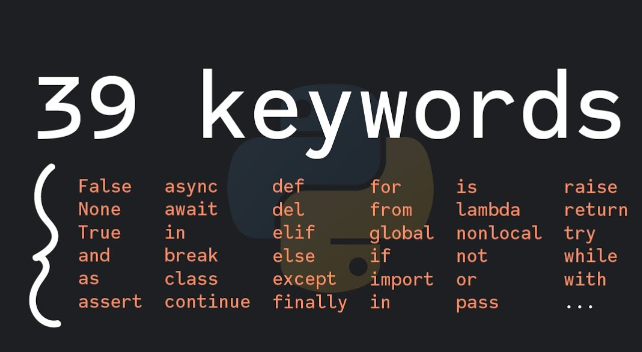 39 keywords
False async def for is raise
None await del from lambda return
True in elif global nonlocal try
and break else if not while
as class except import or with
assert continue finally in pass ...